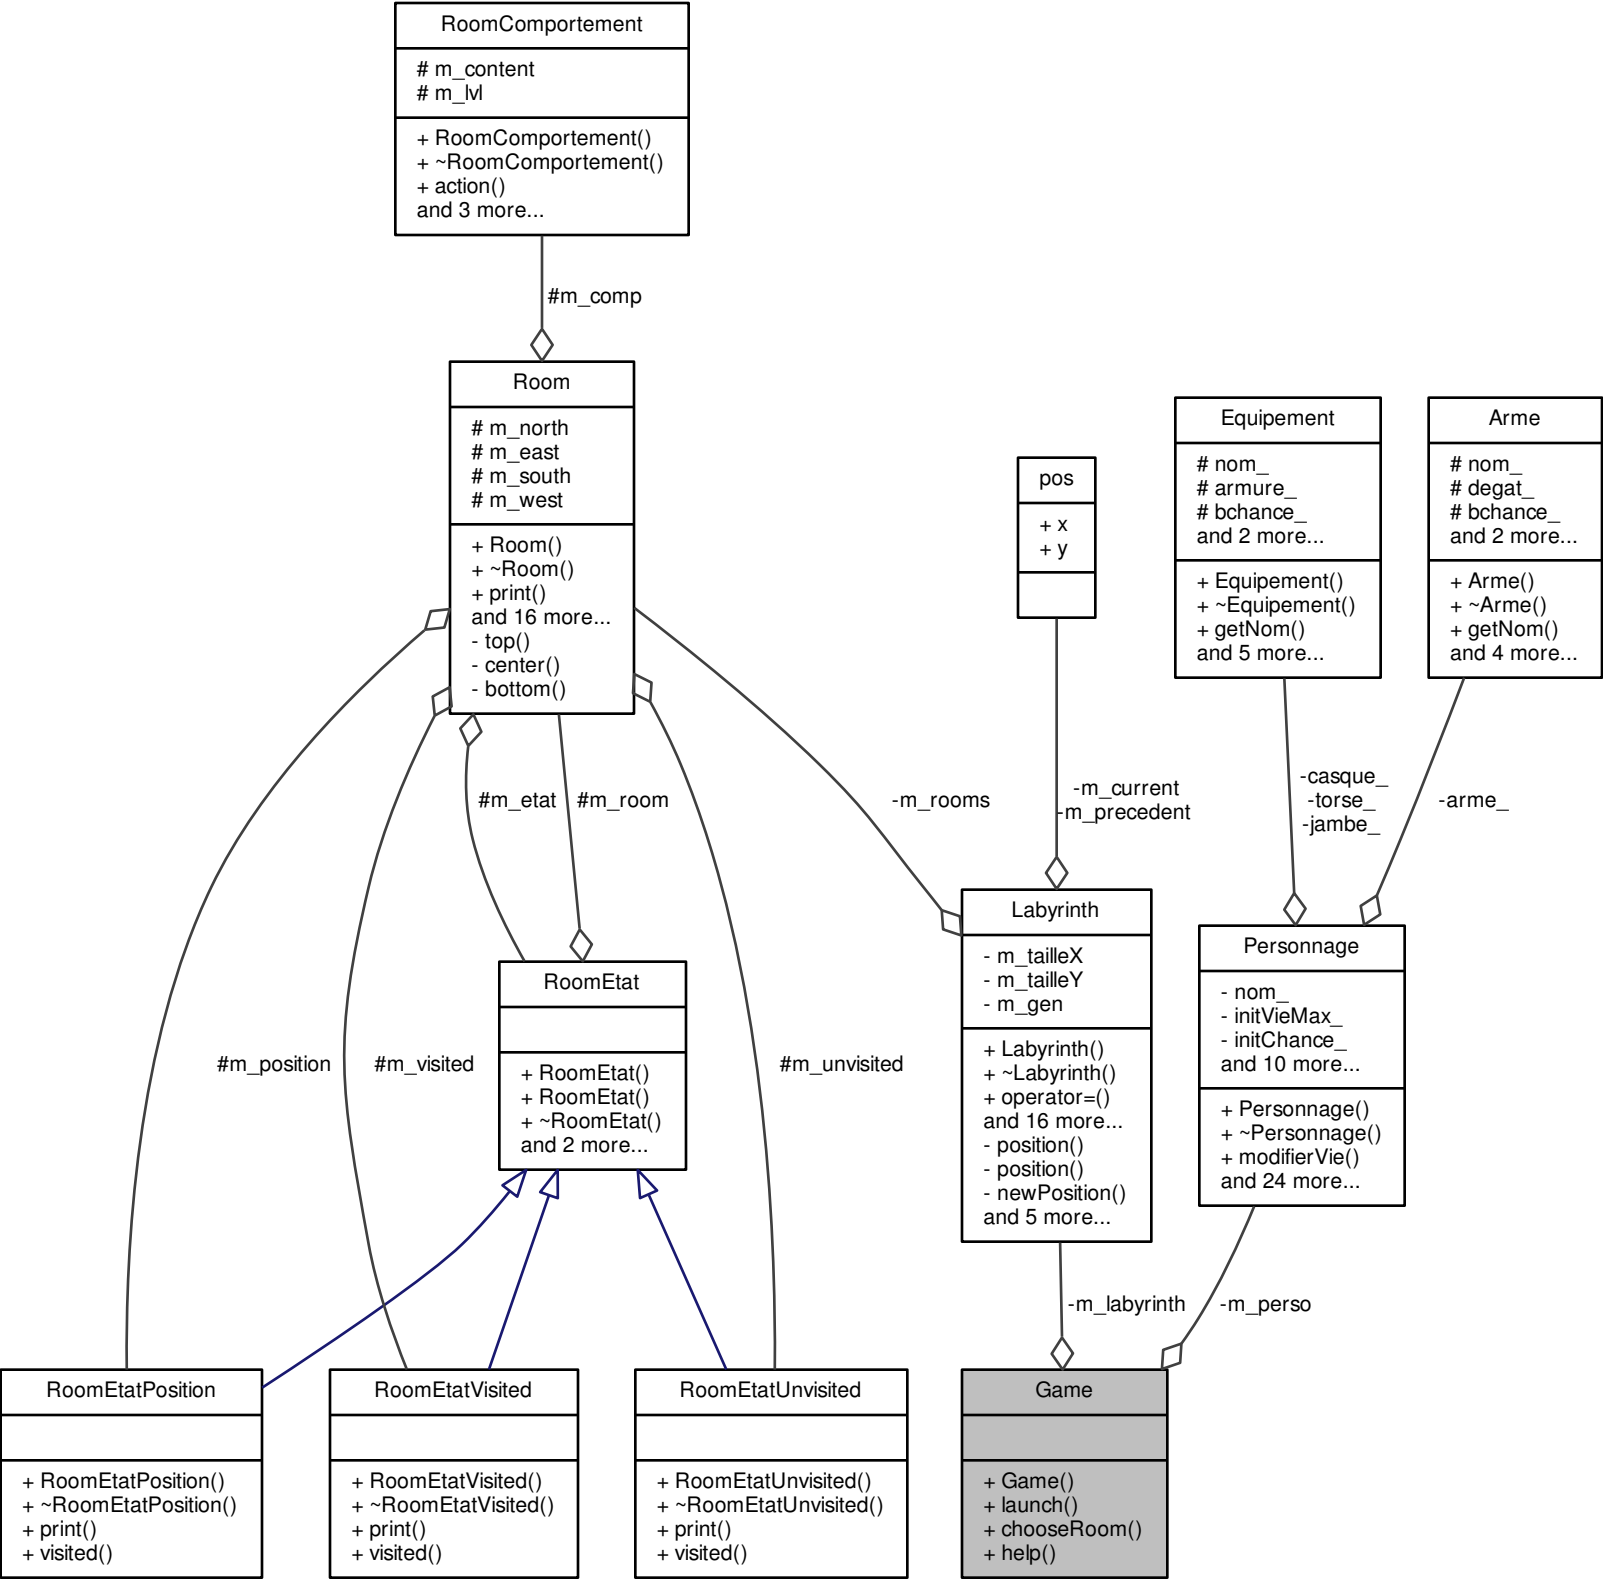 RoomComportement
# m_content
# m_lvl
+ RoomComportement()
+ ~RoomComportement()
+ action()
and 3 more...
#m_comp
Room
# m_north
# m_east
# m_south
# m_west
+ Room()
+ ~Room()
+ print()
and 16 more...
- top()
- center()
- bottom()
pos
+ x
+ y
Equipement
# nom_
# armure_
# bchance_
and 2 more...
+ Equipement()
+ ~Equipement()
+ getNom()
and 5 more...
Arme
# nom_
# degat_
# bchance_
and 2 more...
+ Arme()
+ ~Arme()
+ getNom()
and 4 more...
#m_etat
#m_room
-m_rooms
-m_current
-m_precedent
-casque_
-torse_
-jambe_
-arme_
RoomEtat
+ RoomEtat()
+ RoomEtat()
+ ~RoomEtat()
and 2 more...
Labyrinth
- m_tailleX
- m_tailleY
- m_gen
+ Labyrinth()
+ ~Labyrinth()
+ operator=()
and 16 more...
- position()
- position()
- newPosition()
and 5 more...
Personnage
- nom_
- initVieMax_
- initChance_
and 10 more...
+ Personnage()
+ ~Personnage()
+ modifierVie()
and 24 more...
#m_position
#m_visited
#m_unvisited
-m_labyrinth
-m_perso
RoomEtatPosition
+ RoomEtatPosition()
+ ~RoomEtatPosition()
+ print()
+ visited()
RoomEtatVisited
+ RoomEtatVisited()
+ ~RoomEtatVisited()
+ print()
+ visited()
RoomEtatUnvisited
+ RoomEtatUnvisited()
+ ~RoomEtatUnvisited()
+ print()
+ visited()
Game
+ Game()
+ launch()
+ chooseRoom()
+ help()